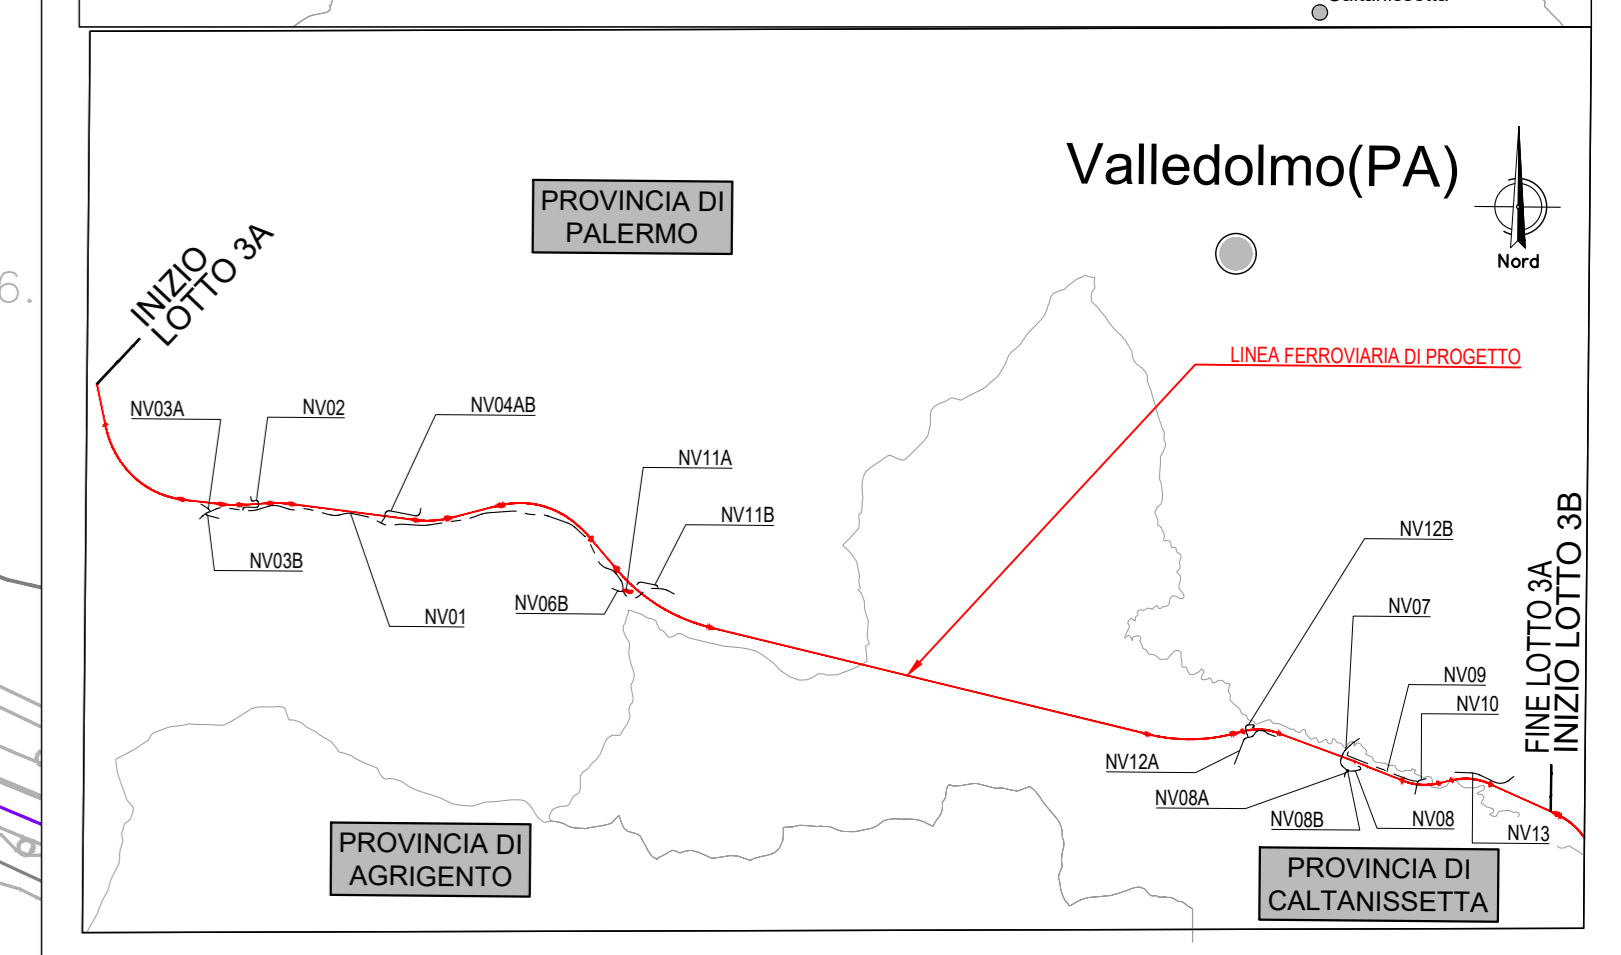 6.
Valledolmo(PA)
Nord
PROVINCIA DI
PALERMO
INIZIO
LOTTO 3A
LINEA FERROVIARIA DI PROGETTO
NV03A
NV02
NV04AB
NV11A
NV11B
NV03B
NV01
NV06B
NV12B
NV07
NV09
NV10
FINE LOTTO 3A
INIZIO LOTTO 3B
NV12A
NV08A
NV08B
NV08
NV13
PROVINCIA DI
AGRIGENTO
PROVINCIA DI
CALTANISSETTA